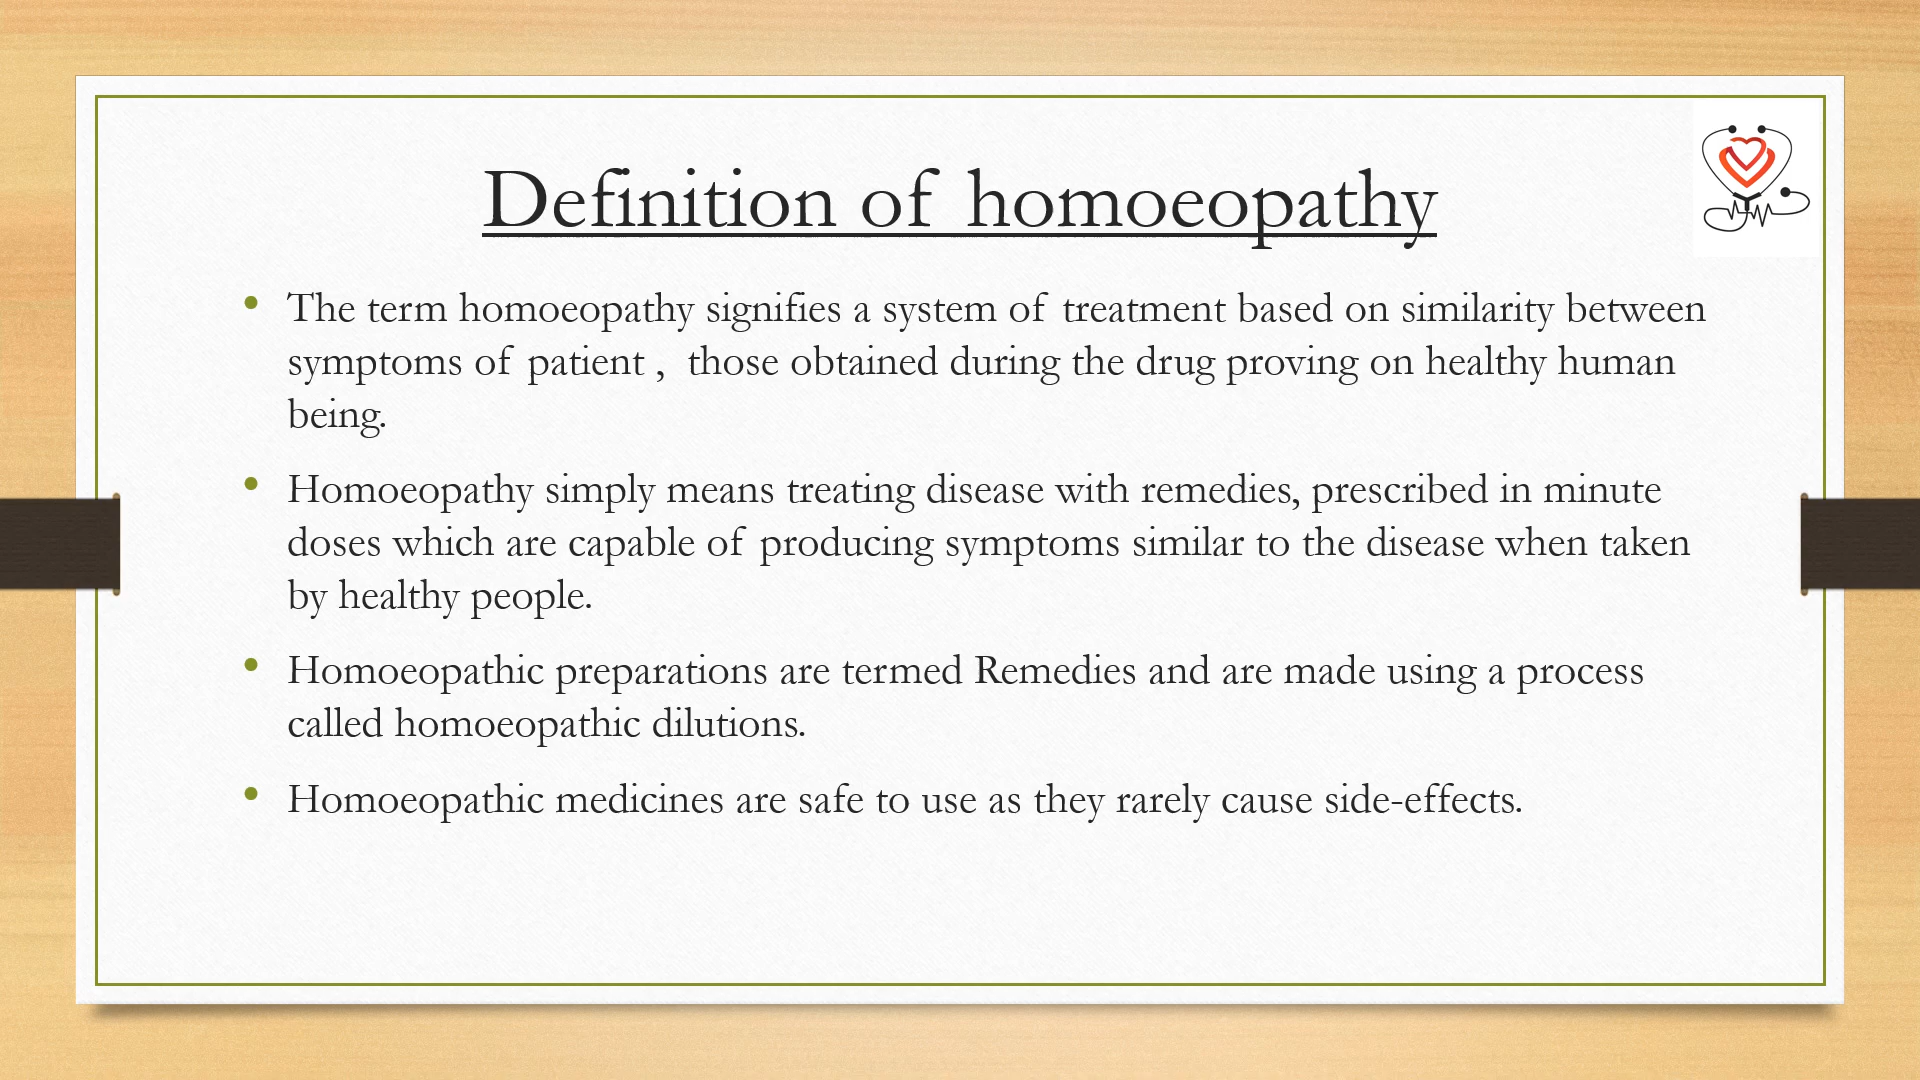 Definition of homoeopathy
• The term homoeopathy signifies a system of treatment based on similarity between
symptoms of patient , those obtained during the drug proving on healthy human
being.
• Homoeopathy simply means treating disease with remedies, prescribed in minute
doses which are capable of producing symptoms similar to the disease when taken
by healthy people.
• Homoeopathic preparations are termed Remedies and are made using a process
called homoeopathic dilutions.
• Homoeopathic medicines are safe to use as they rarely cause side-effects.